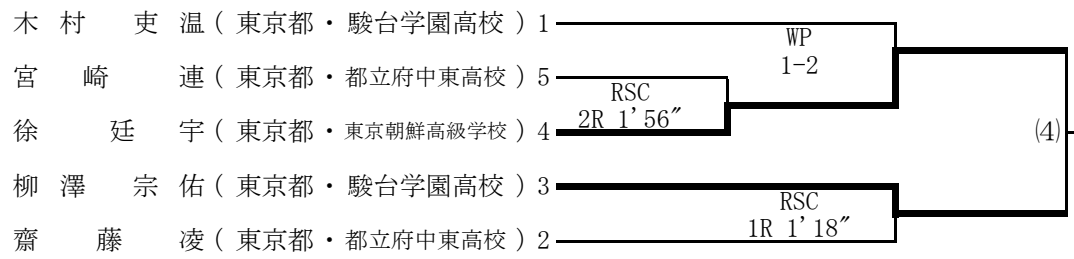 木村 吏温 ( 東京都・駿台学園高校 ) 1
WP
1-2
宮崎 連 ( 東京都・都立府中東高校 ) 5
RSC
2R 1'56″
徐 廷宇 ( 東京都・東京朝鮮高級学校 ) 4
⑷
柳澤 宗佑 ( 東京都・駿台学園高校 ) 3
RSC
1R 1'18″
齋藤 凌 ( 東京都・都立府中東高校 ) 2